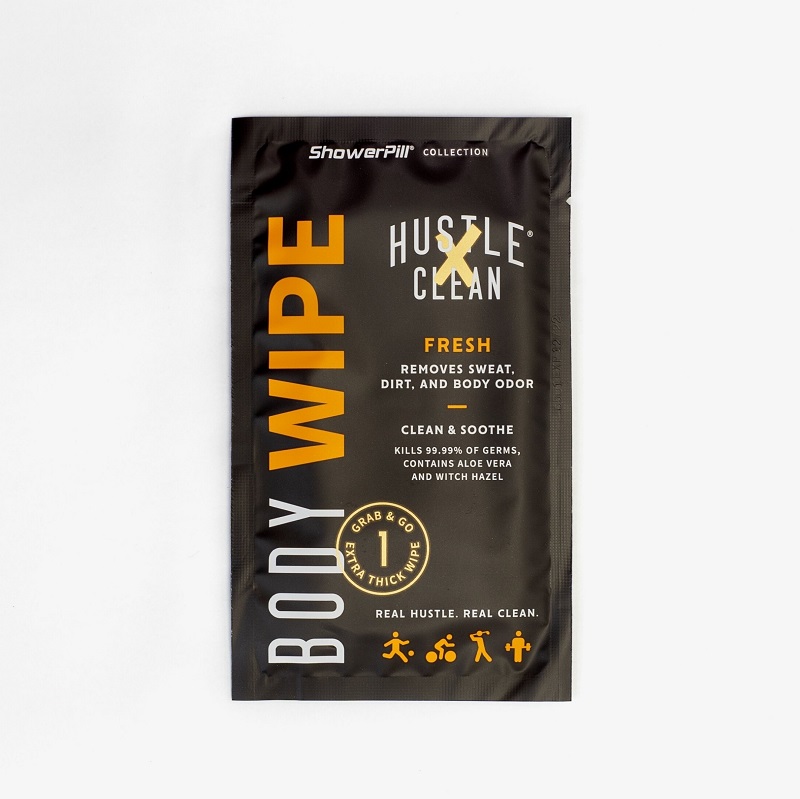 ShowerPill® COLLECTION
BODY WIPE
HUSTLE®
CLEAN
FRESH
REMOVES SWEAT,
DIRT, AND BODY ODOR
CLEAN & SOOTHE
KILLS 99.99% OF GERMS,
CONTAINS ALOE VERA
AND WITCH HAZEL
GRAB & GO
1
EXTRA THICK WIPE
REAL HUSTLE. REAL CLEAN.